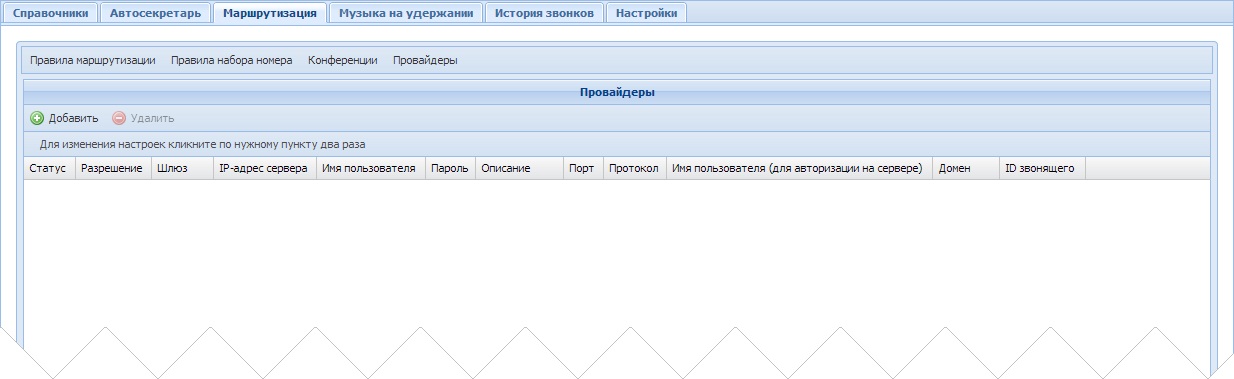 Справочники Автосекретарь Маршрутизация Музыка на удержании История звонков Настройки
Правила маршрутизации Правила набора номера Конференции Провайдеры
Провайдеры
Добавить Удалить
Для изменения настроек кликните по нужному пункту два раза
Статус Разрешение Шлюз IP-адрес сервера Имя пользователя Пароль Описание Порт Протокол Имя пользователя (для авторизации на сервере) Домен ID звонящего